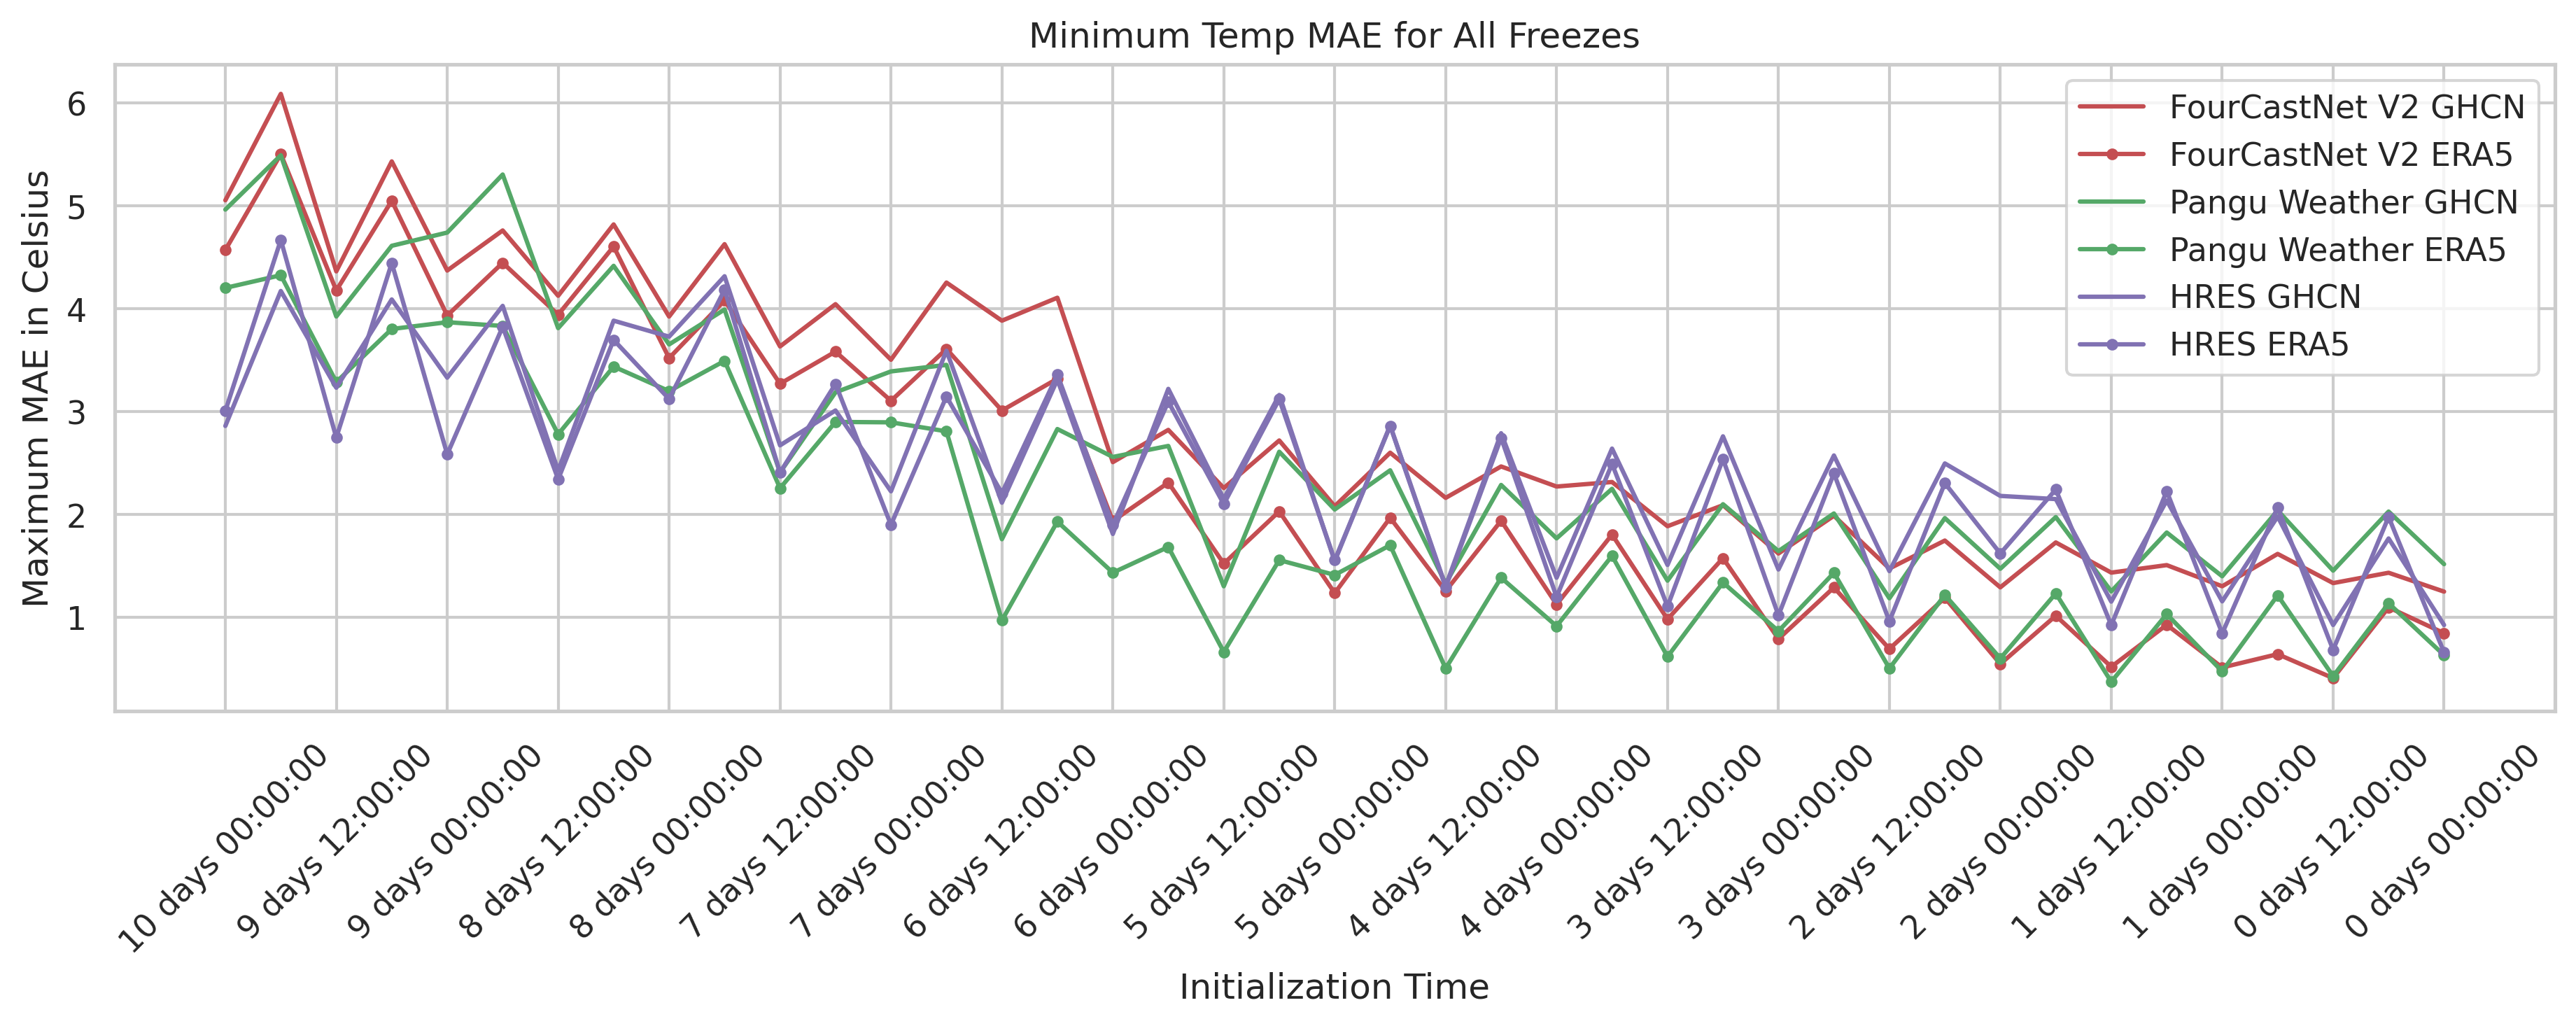 Minimum Temp MAE for All Freezes
Maximum MAE in Celsius
6
5
4
3
2
1
FourCastNet V2 GHCN
FourCastNet V2 ERA5
Pangu Weather GHCN
Pangu Weather ERA5
HRES GHCN
HRES ERA5
10 days 00:00:00
9 days 12:00:00
9 days 00:00:00
8 days 12:00:00
8 days 00:00:00
7 days 12:00:00
7 days 00:00:00
6 days 12:00:00
6 days 00:00:00
5 days 12:00:00
5 days 00:00:00
4 days 12:00:00
4 days 00:00:00
3 days 12:00:00
3 days 00:00:00
2 days 12:00:00
2 days 00:00:00
1 days 12:00:00
1 days 00:00:00
0 days 12:00:00
0 days 00:00:00
Initialization Time